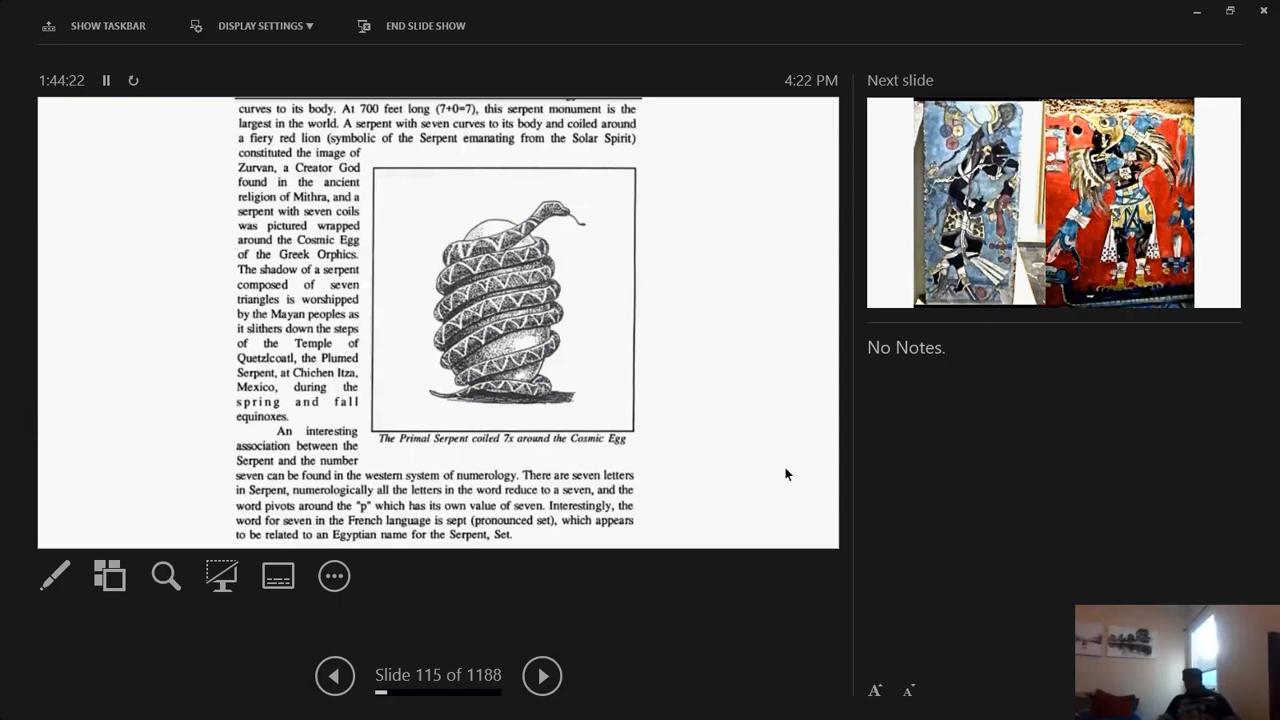 SHOW TASKBAR
DISPLAY SETTINGS ▼
END SLIDE SHOW
1:44:22
4:22 PM
curves to its body. At 700 feet long (7+0=7), this serpent monument is the
largest in the world. A serpent with seven curves to its body and coiled around
a fiery red lion (symbolic of the Serpent emanating from the Solar Spirit)
constituted the image of
Zurvan, a Creator God
found in the ancient
religion of Mithra, and a
serpent with seven coils
was pictured wrapped
around the Cosmic Egg
of the Greek Orphics.
The shadow of a serpent
composed of seven
triangles is worshipped
by the Mayan peoples as
it slithers down the steps
of the Temple of
Quetzlcoatl, the Plumed
Serpent, at Chichen Itza,
Mexico, during the
spring and fall
equinoxes.
The Primal Serpent coiled 7x around the Cosmic Egg
An interesting
association between the
Serpent and the number
seven can be found in the western system of numerology. There are seven letters
in Serpent, numerologically all the letters in the word reduce to a seven, and the
word pivots around the "p" which has its own value of seven. Interestingly, the
word for seven in the French language is sept (pronounced set), which appears
to be related to an Egyptian name for the Serpent, Set.
Slide 115 of 1188
Next slide
No Notes.
A A